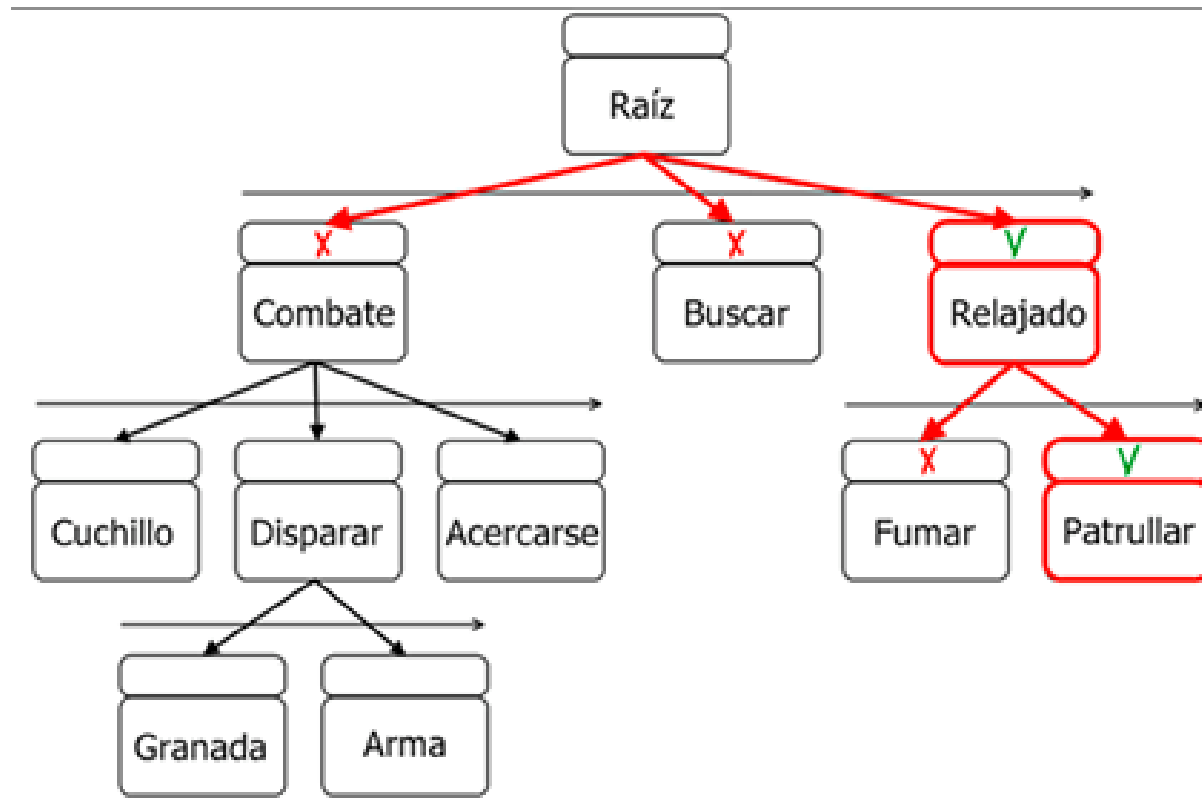 Raíz
X
X
V
Combate
Buscar
Relajado
X
V
Cuchillo
Disparar
Acercarse
Fumar
Patrullar
Granada
Arma